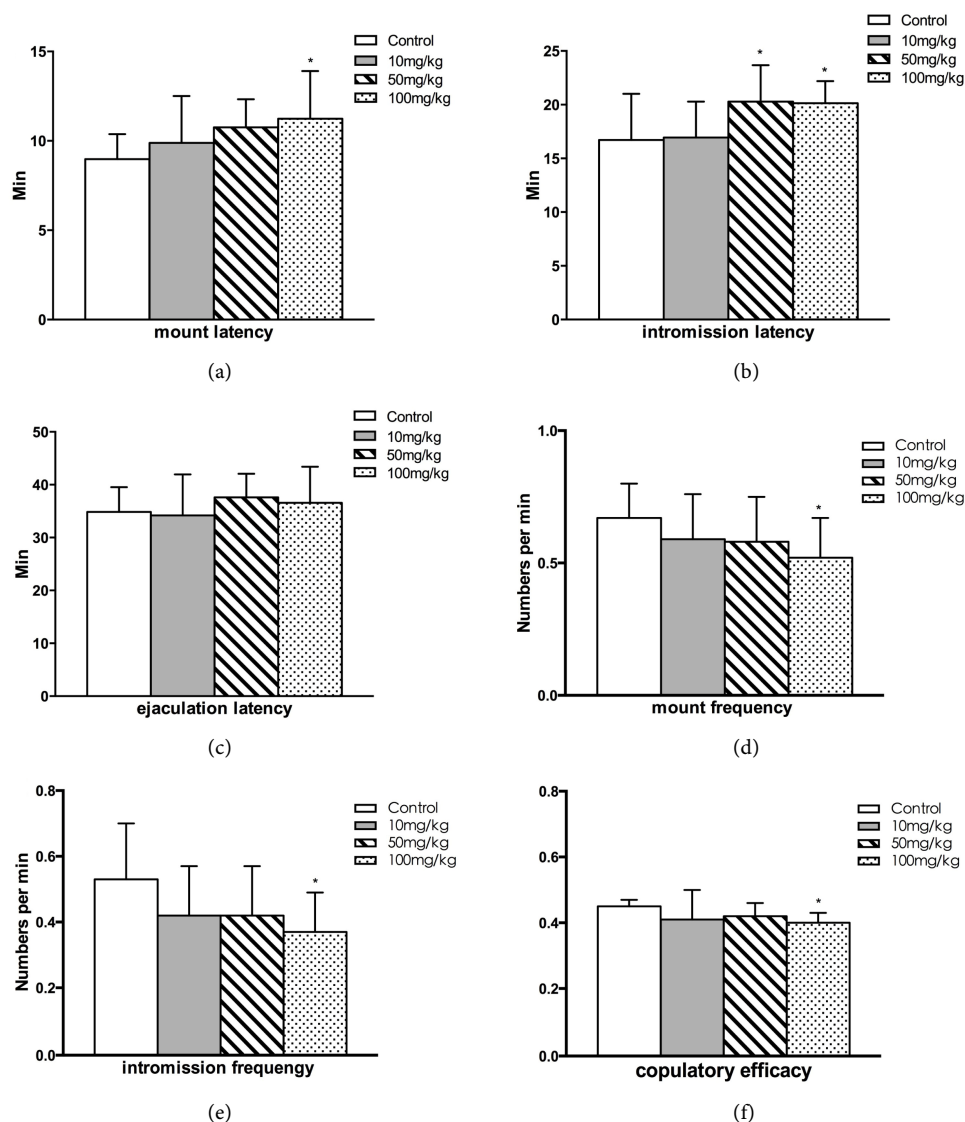 Control
10mg/kg
50mg/kg
100mg/kg
15
10
5
0
Min
*
mount latency
(a)
Control
10mg/kg
50mg/kg
100mg/kg
25
20
15
10
5
0
Min
*
*
intromission latency
(b)
Control
10mg/kg
50mg/kg
100mg/kg
50
40
30
20
10
0
Min
ejaculation latency
(c)
Control
10mg/kg
50mg/kg
100mg/kg
1.0
0.5
0.0
Numbers per min
*
mount frequency
(d)
Control
10mg/kg
50mg/kg
100mg/kg
0.8
0.6
0.4
0.2
0.0
Numbers per min
*
intromission frequengy
(e)
Control
10mg/kg
50mg/kg
100mg/kg
0.8
0.6
0.4
0.2
0.0
*
copulatory efficacy
(f)